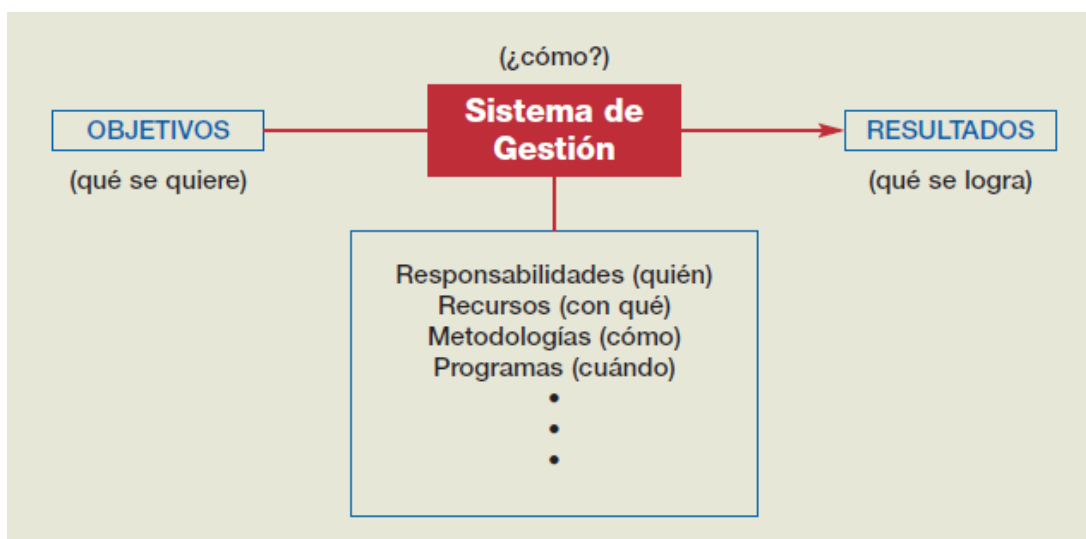 (¿cómo?)
OBJETIVOS
(qué se quiere)
Sistema de
Gestión
RESULTADOS
(qué se logra)
Responsabilidades (quién)
Recursos (con qué)
Metodologías (cómo)
Programas (cuándo)
•
•
•